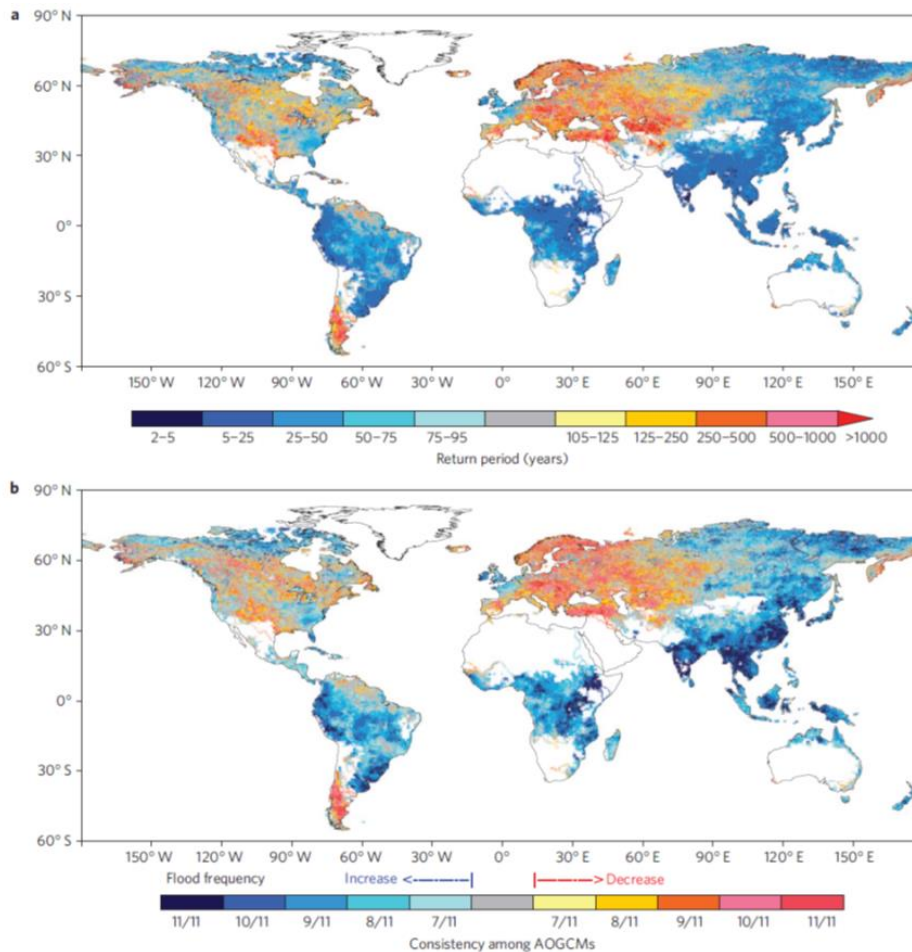 a
90° N
60° N
30° N
0°
30° S
60° S
150° W 120° W 90° W 60° W 30° W 0° 30° E 60° E 90° E 120° E 150° E
2–5 5–25 25–50 50–75 75–95 105–125 125–250 250–500 500–1000 >1000
Return period (years)
b
90° N
60° N
30° N
0°
30° S
60° S
150° W 120° W 90° W 60° W 30° W 0° 30° E 60° E 90° E 120° E 150° E
Flood frequency Increase Decrease
11/11 10/11 9/11 8/11 7/11 7/11 8/11 9/11 10/11 11/11
Consistency among AOGCMs